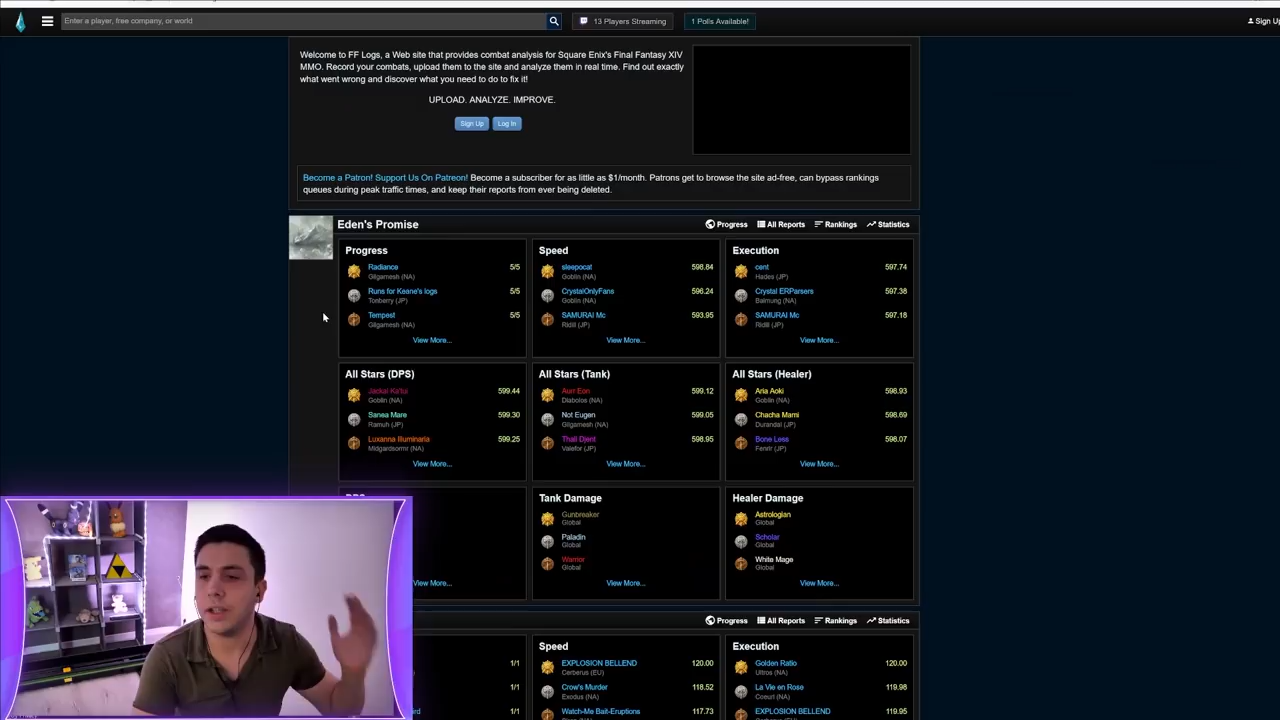 Enter a player, free company, or world
13 Players Streaming
1 Polls Available!
Sign Up
Welcome to FF Logs, a Web site that provides combat analysis for Square Enix's Final Fantasy XIV
MMO. Record your combats, upload them to the site and analyze them in real time. Find out exactly
what went wrong and discover what you need to do to fix it!
UPLOAD. ANALYZE. IMPROVE.
Sign Up Log In
Become a Patron! Support Us On Patreon! Become a subscriber for as little as $1/month. Patrons get to browse the site ad-free, can bypass rankings
queues during peak traffic times, and keep their reports from ever being deleted.
Eden's Promise
Progress All Reports Rankings Statistics
Progress
Radiance 5/5
Gilgamesh (NA)
Runs for Keane's logs 5/5
Tonberry (JP)
Tempest 5/5
Gilgamesh (NA)
View More...
Speed
sleepocat 598.84
Goblin (NA)
CrystalOnlyFans 596.24
Goblin (NA)
SAMURAI Mc 593.95
Ridill (JP)
View More...
Execution
cent 597.74
Hades (JP)
Crystal ERParsers 597.38
Balmung (NA)
SAMURAI Mc 597.18
Ridill (JP)
View More...
All Stars (DPS)
Jackal Ka'tui 599.44
Goblin (NA)
Sanea Mare 599.30
Ramuh (JP)
Luxanna Illuminaria 599.25
Midgardsormr (NA)
View More...
All Stars (Tank)
Aurr Eon 599.12
Diabolos (NA)
Not Eugen 599.05
Gilgamesh (NA)
Thali Djent 598.95
Valefor (JP)
View More...
All Stars (Healer)
Aria Aoki 598.93
Goblin (NA)
Chacha Mami 598.69
Durandal (JP)
Bone Less 598.07
Fenrir (JP)
View More...
View More...
Tank Damage
Gunbreaker
Global
Paladin
Global
Warrior
Global
View More...
Healer Damage
Astrologian
Global
Scholar
Global
White Mage
Global
View More...
Progress All Reports Rankings Statistics
1/1
1/1
1/1
Speed
EXPLOSION BELLEND 120.00
Cerberus (EU)
Crow's Murder 118.52
Exodus (NA)
Watch-Me Bait-Eruptions 117.73
Execution
Golden Ratio 120.00
Ultros (NA)
La Vie en Rose 119.98
Coeurl (NA)
EXPLOSION BELLEND 119.95